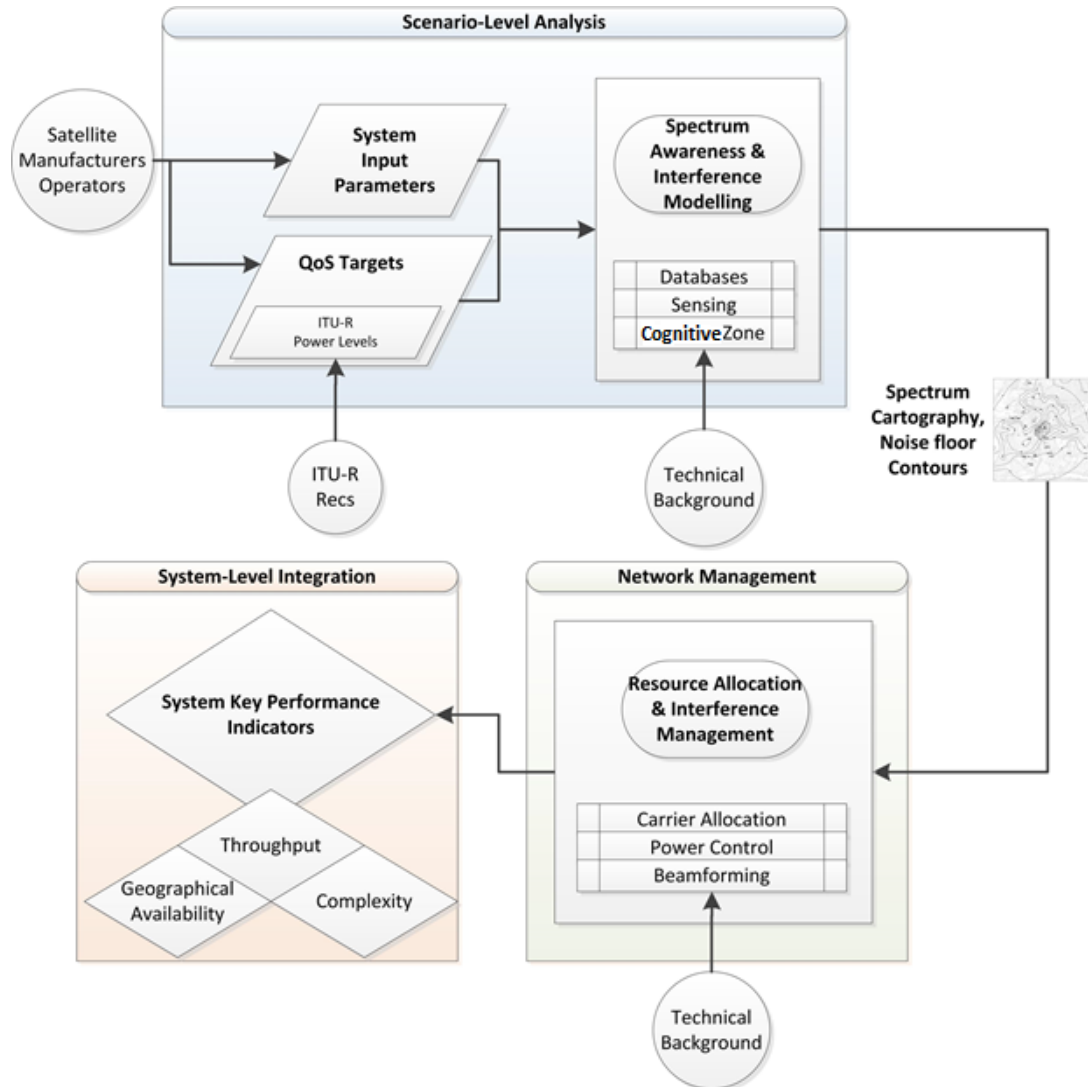 Scenario-Level Analysis
Satellite
Manufacturers
Operators
System
Input
Parameters
QoS Targets
ITU-R
Power Levels
Spectrum
Awareness &
Interference
Modelling
Databases
Sensing
CognitiveZone
ITU-R
Recs
Technical
Background
Spectrum
Cartography,
Noise floor
Contours
System-Level Integration
System Key Performance
Indicators
Throughput
Geographical
Availability
Complexity
Network Management
Resource Allocation
& Interference
Management
Carrier Allocation
Power Control
Beamforming
Technical
Background